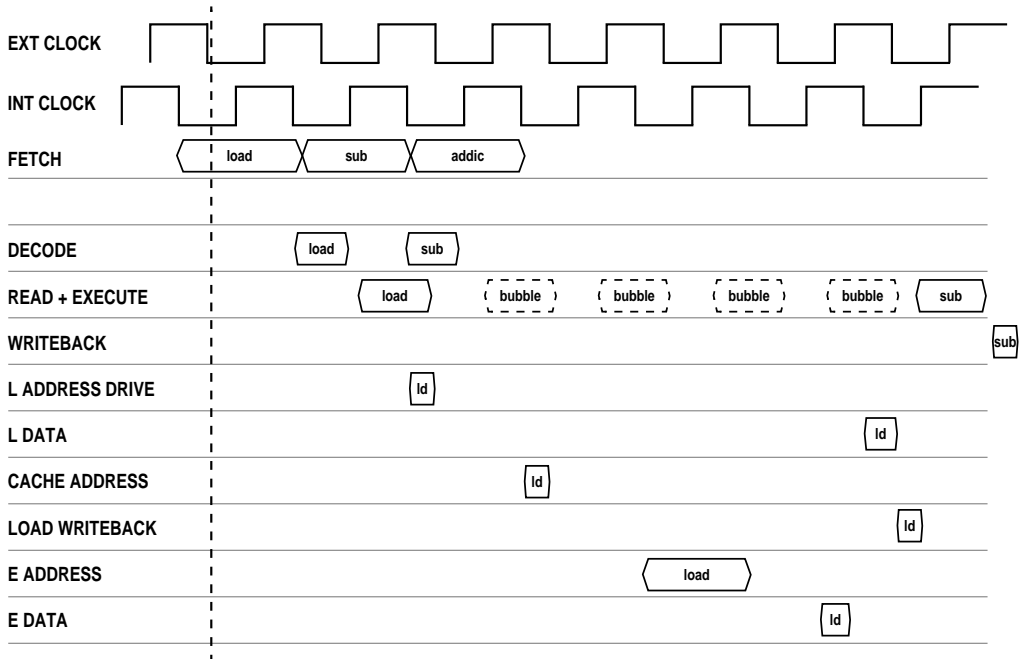 EXT CLOCK
INT CLOCK
FETCH load sub addic
DECODE load sub
READ + EXECUTE load bubble bubble bubble bubble sub
WRITEBACK sub
L ADDRESS DRIVE ld
L DATA ld
CACHE ADDRESS ld
LOAD WRITEBACK ld
E ADDRESS load
E DATA ld